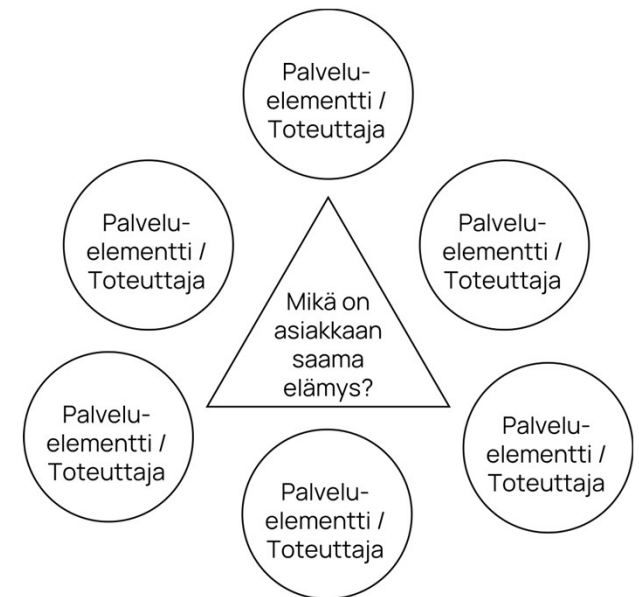 Palvelu-
elementti /
Toteuttaja
Palvelu-
elementti /
Toteuttaja
Palvelu-
elementti /
Toteuttaja
Mikä on
asiakkaan
saama
elämys?
Palvelu-
elementti /
Toteuttaja
Palvelu-
elementti /
Toteuttaja
Palvelu-
elementti /
Toteuttaja